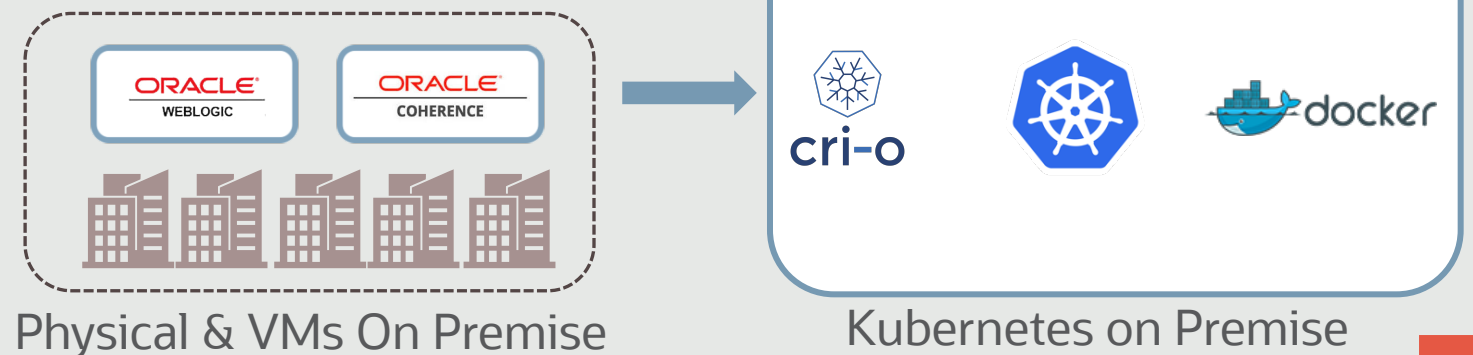 ORACLE
WEBLOGIC
ORACLE
COHERENCE
cri-o
docker
Physical & VMs On Premise
Kubernetes on Premise